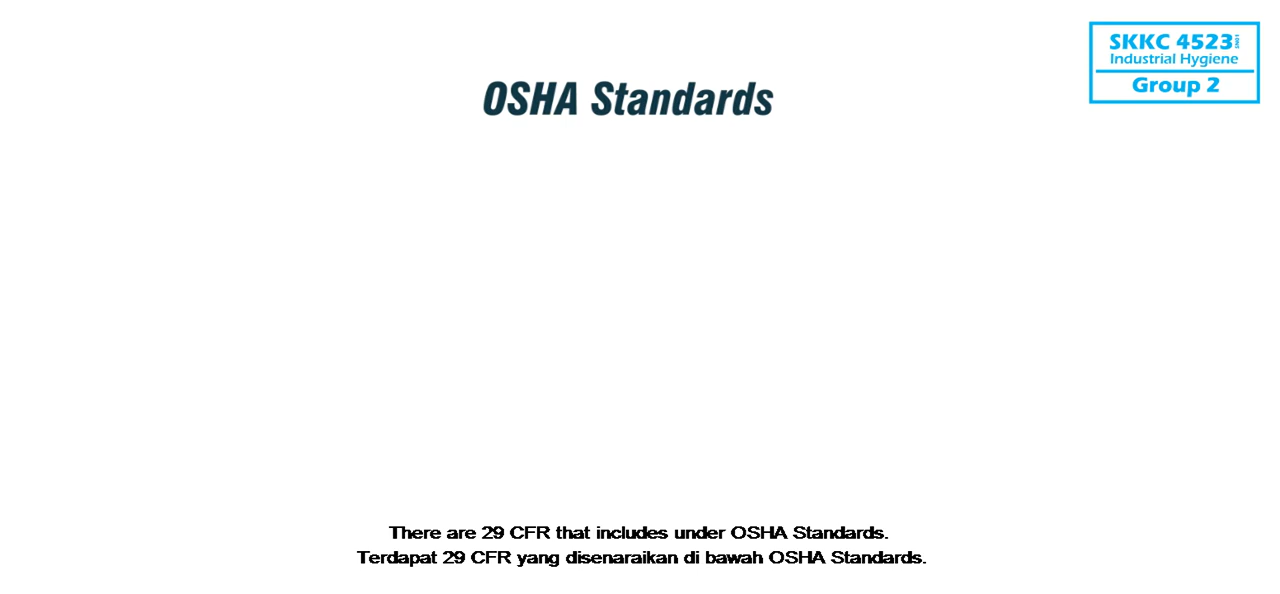 SKKC 4523
Industrial Hygiene
Group 2
OSHA Standards
There are 29 CFR that includes under OSHA Standards.
Terdapat 29 CFR yang disenaraikan di bawah OSHA Standards.